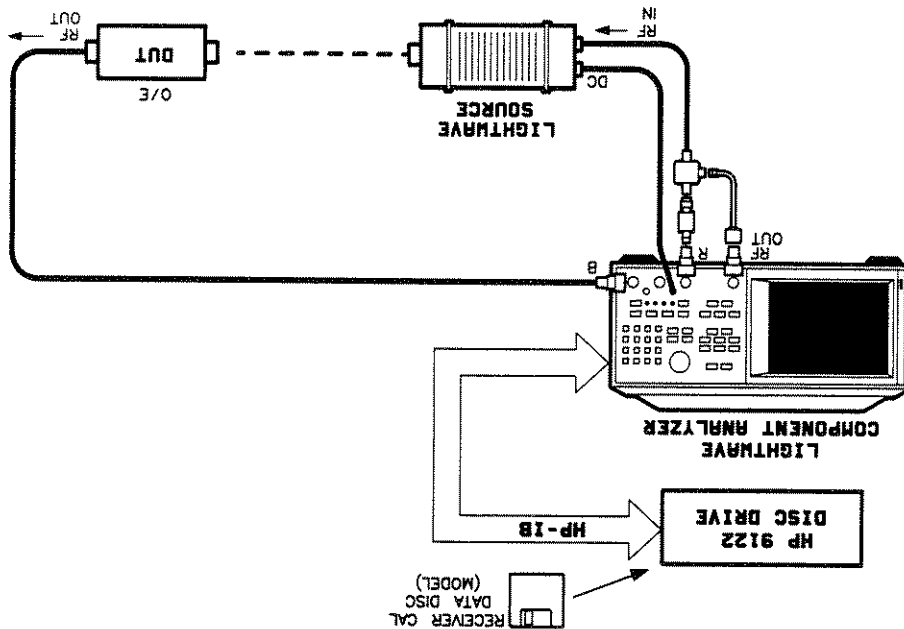 RECEIVER CAL
DATA DISC
(MODEL)
HP 9122
DISC DRIVE
HP-IB
LIGHTWAVE
COMPONENT ANALYZER
RF
OUT
R
B
LIGHTWAVE
SOURCE
DC
RF
IN
O/E
DUT
RF
OUT